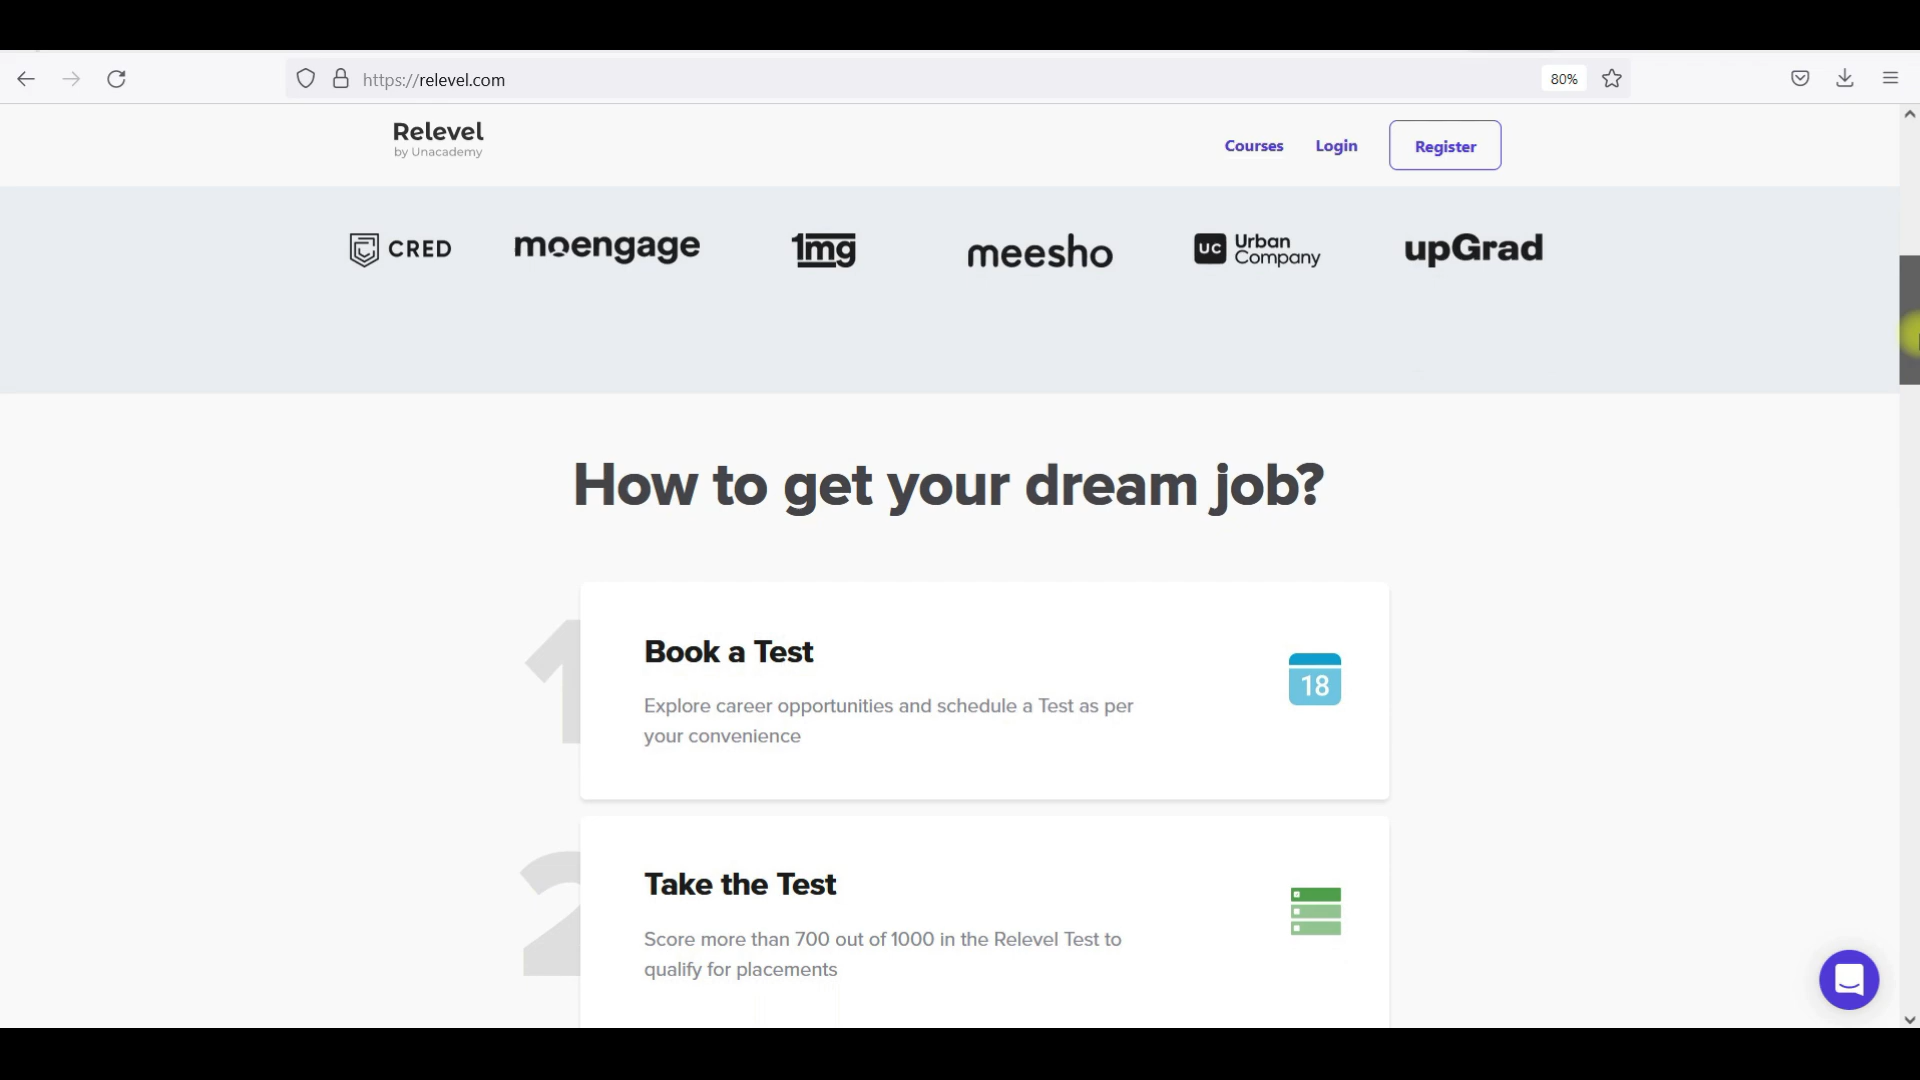 https://relevel.com
80%
Relevel
by Unacademy
Courses
Login
Register
CRED
moengage
1mg
meesho
UC Urban
Company
upGrad
How to get your dream job?
1
Book a Test
Explore career opportunities and schedule a Test as per
your convenience
18
2
Take the Test
Score more than 700 out of 1000 in the Relevel Test to
qualify for placements